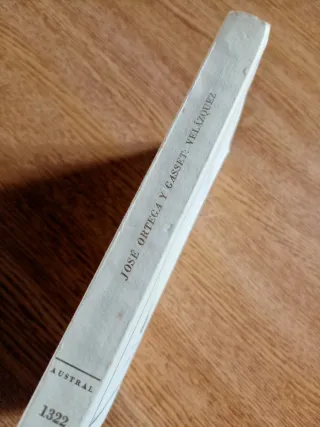 JOSÉ ORTEGA Y GASSET: VELÁZQUEZ
AUSTRAL
1322